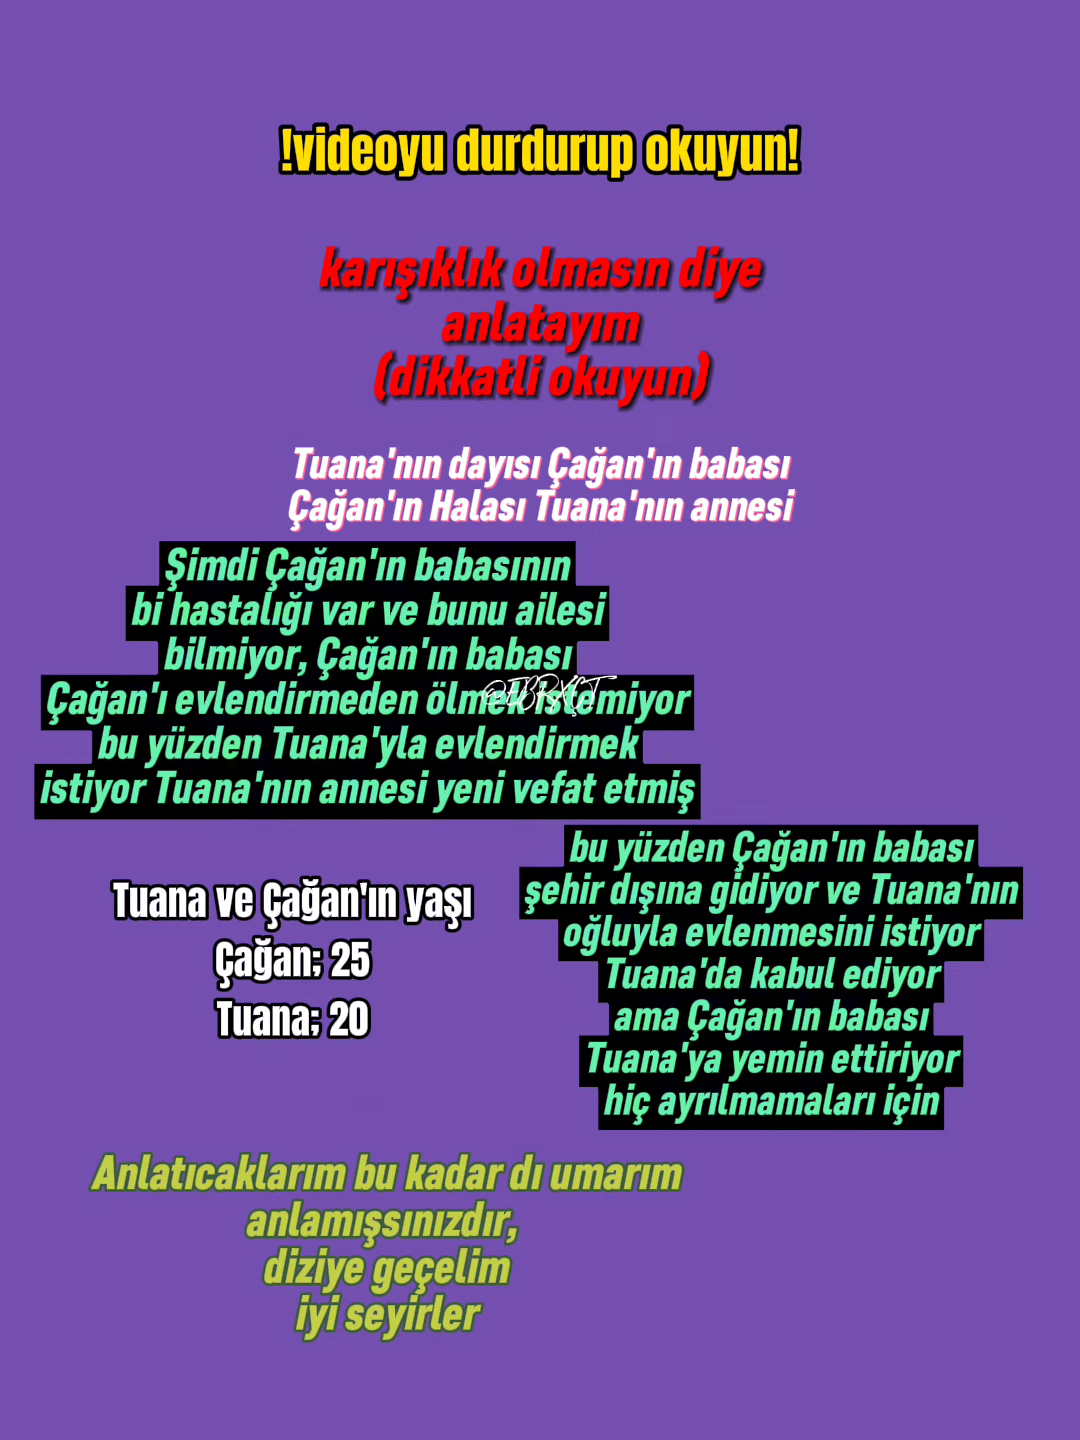 !videoyu durdurup okuyun!
karışıklık olmasın diye
anlatayım
(dikkatli okuyun)
Tuana'nın dayısı Çağan'ın babası
Çağan'ın Halası Tuana'nın annesi
Şimdi Çağan'ın babasının
bi hastalığı var ve bunu ailesi
bilmiyor, Çağan'ın babası
Çağan'ı evlendirmeden ölmek istemiyor
bu yüzden Tuana'yla evlendirmek
istiyor Tuana'nın annesi yeni vefat etmiş
bu yüzden Çağan'ın babası
şehir dışına gidiyor ve Tuana'nın
oğluyla evlenmesini istiyor
Tuana'da kabul ediyor
ama Çağan'ın babası
Tuana'ya yemin ettiriyor
hiç ayrılmamaları için
Tuana ve Çağan'ın yaşı
Çağan; 25
Tuana; 20
Anlatıcaklarım bu kadar dı umarım
anlamışsınızdır,
diziye geçelim
iyi seyirler